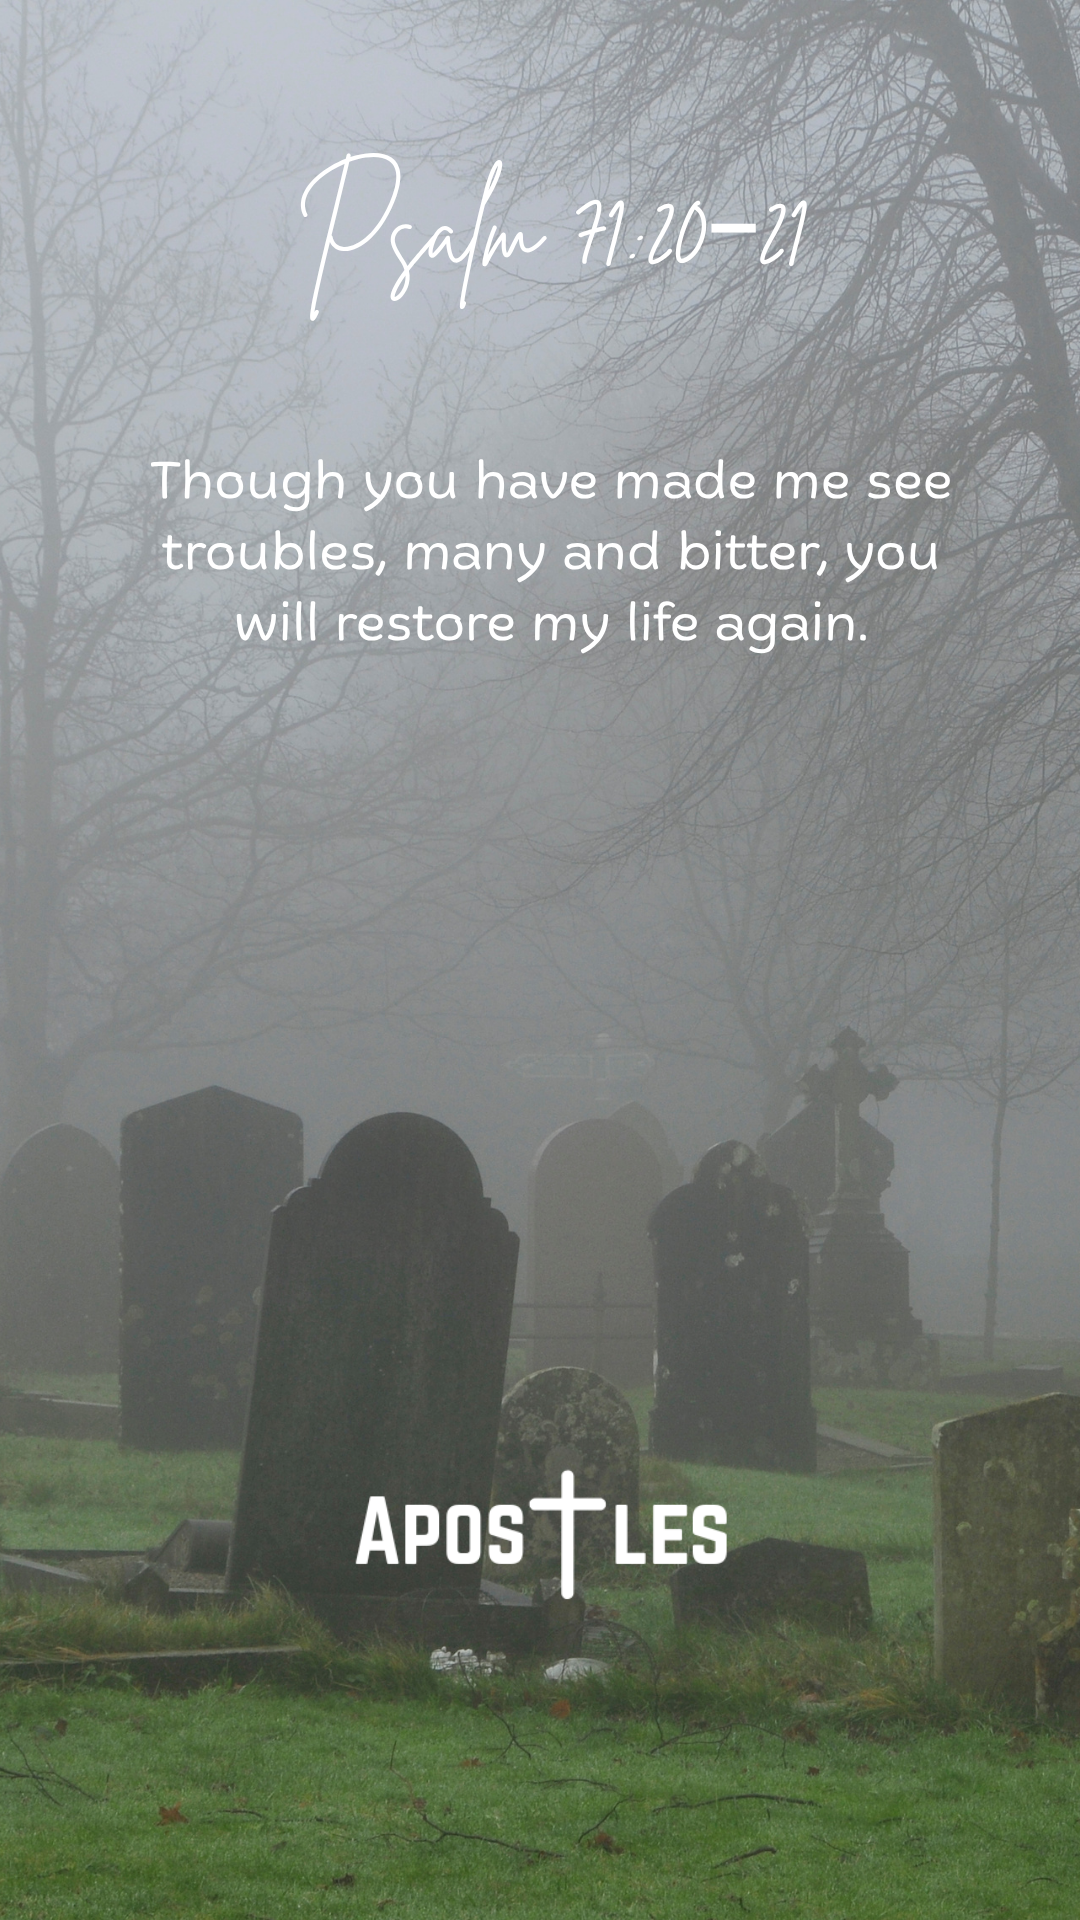 Psalm 71:20-21
Though you have made me see
troubles, many and bitter, you
will restore my life again.
APOSTLES